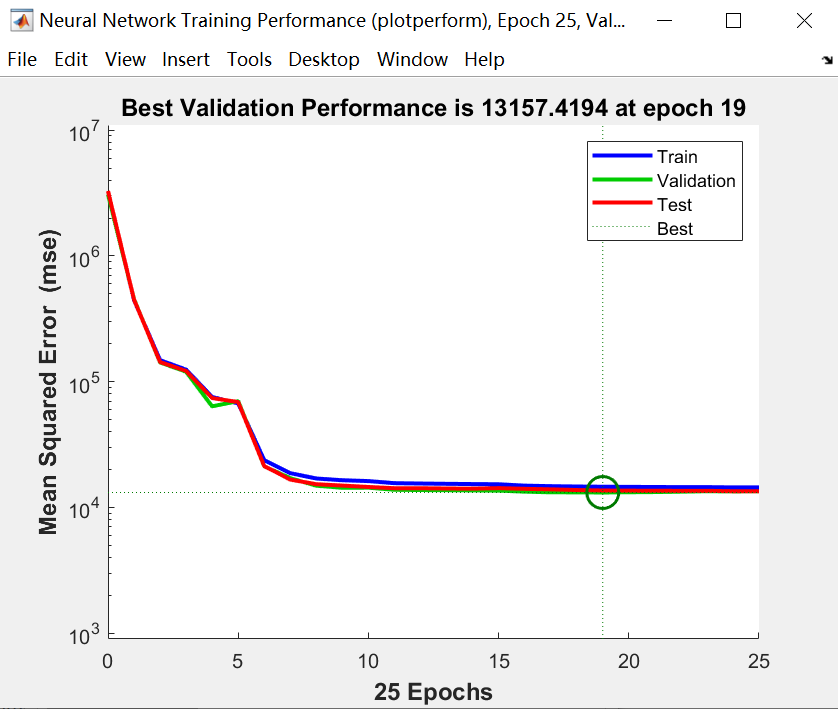 Neural Network Training Performance (plotperform), Epoch 25, Val...
File Edit View Insert Tools Desktop Window Help
Best Validation Performance is 13157.4194 at epoch 19
10^7
10^6
10^5
10^4
10^3
Mean Squared Error (mse)
Train
Validation
Test
Best
0 5 10 15 20 25
25 Epochs